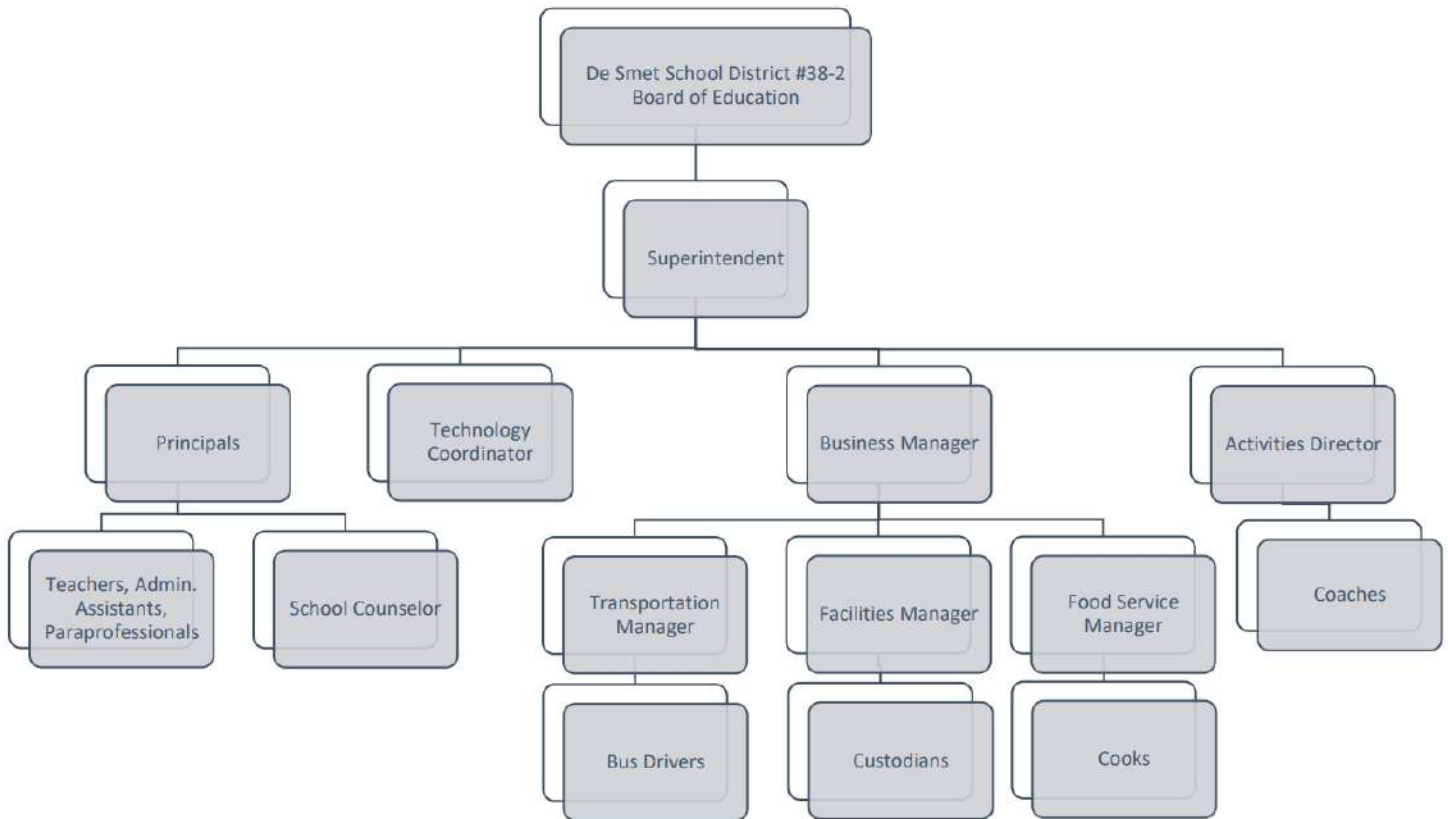 De Smet School District #38-2
Board of Education
Superintendent
Principals
Technology
Coordinator
Business Manager
Activities Director
Teachers, Admin.
Assistants,
Paraprofessionals
School Counselor
Transportation
Manager
Facilities Manager
Food Service
Manager
Coaches
Bus Drivers
Custodians
Cooks